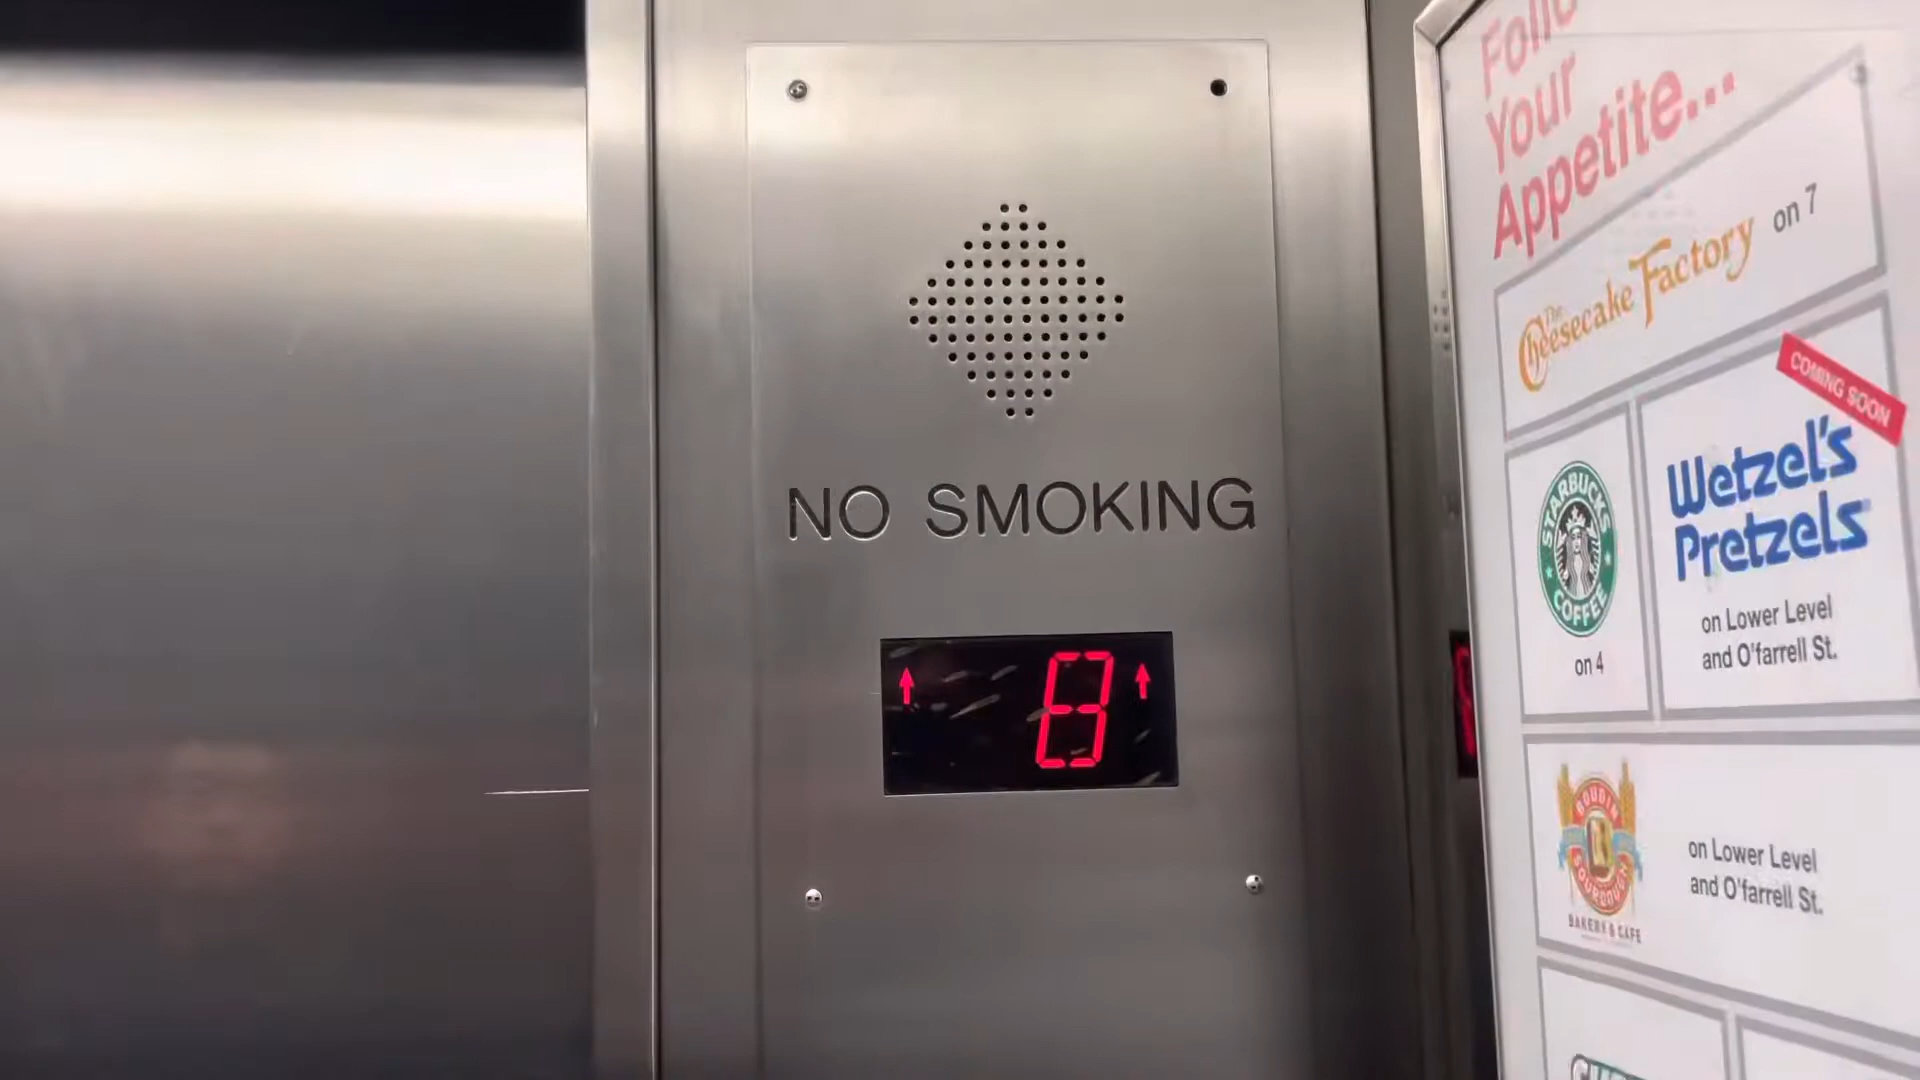 NO SMOKING
8
Your
Appetite...
The Cheesecake Factory on 7
COMING SOON
STARBUCKS
COFFEE
on 4
Wetzel's
Pretzels
on Lower Level
and O'farrell St.
BOUDIN
SOURDOUGH
BAKERY & CAFE
on Lower Level
and O'farrell St.